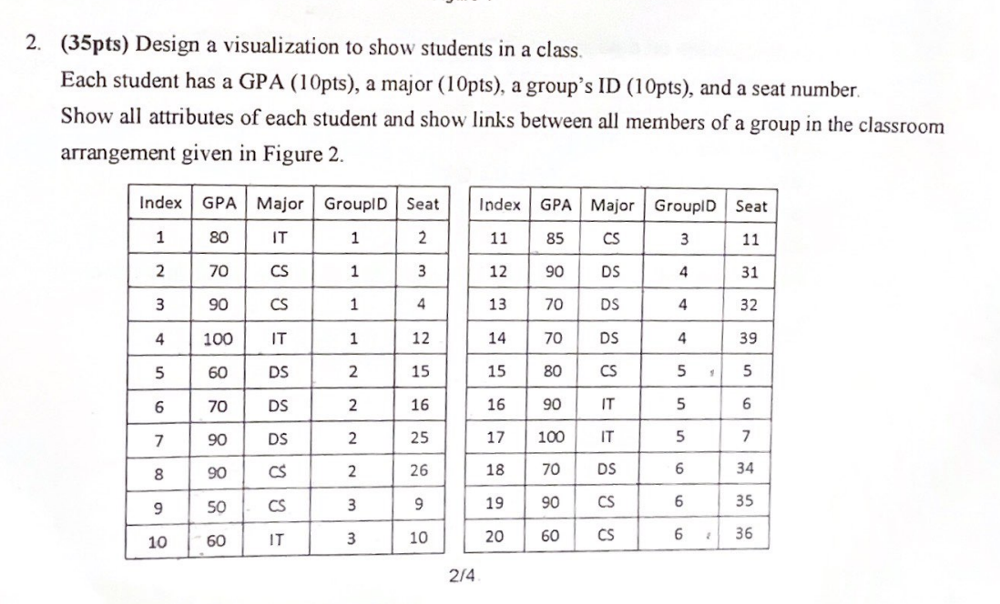 2. (35pts) Design a visualization to show students in a class.
Each student has a GPA (10pts), a major (10pts), a group's ID (10pts), and a seat number.
Show all attributes of each student and show links between all members of a group in the classroom
arrangement given in Figure 2.
Index GPA Major GroupID Seat
1 80 IT 1 2
2 70 CS 1 3
3 90 CS 1 4
4 100 IT 1 12
5 60 DS 2 15
6 70 DS 2 16
7 90 DS 2 25
8 90 CS 2 26
9 50 CS 3 9
10 60 IT 3 10
Index GPA Major GroupID Seat
11 85 CS 3 11
12 90 DS 4 31
13 70 DS 4 32
14 70 DS 4 39
15 80 CS 5 5
16 90 IT 5 6
17 100 IT 5 7
18 70 DS 6 34
19 90 CS 6 35
20 60 CS 6 36
2/4